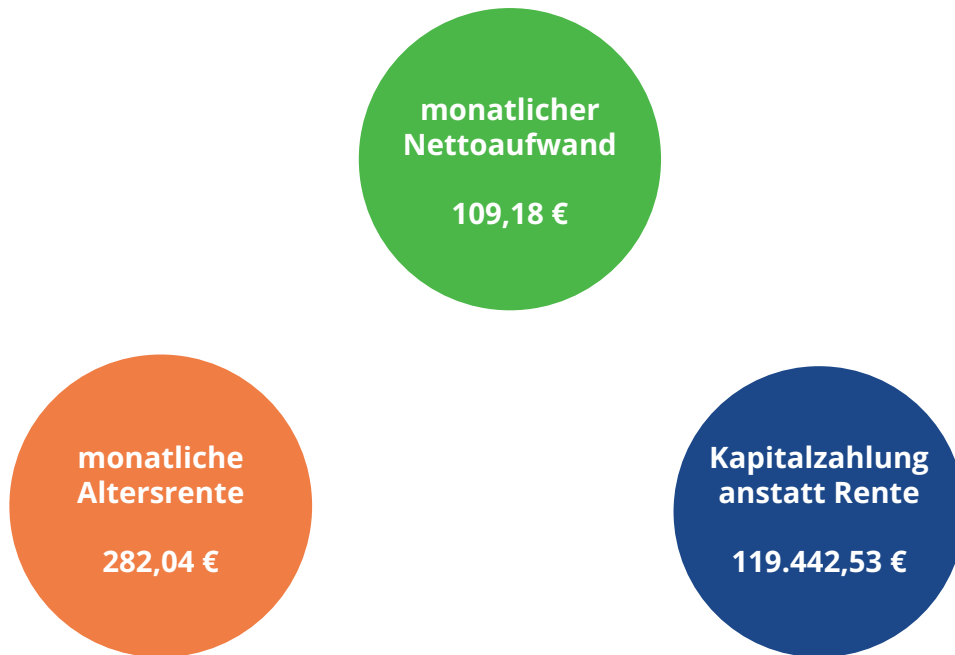 monatlicher
Nettoaufwand
109,18 €
monatliche
Altersrente
282,04 €
Kapitalzahlung
anstatt Rente
119.442,53 €